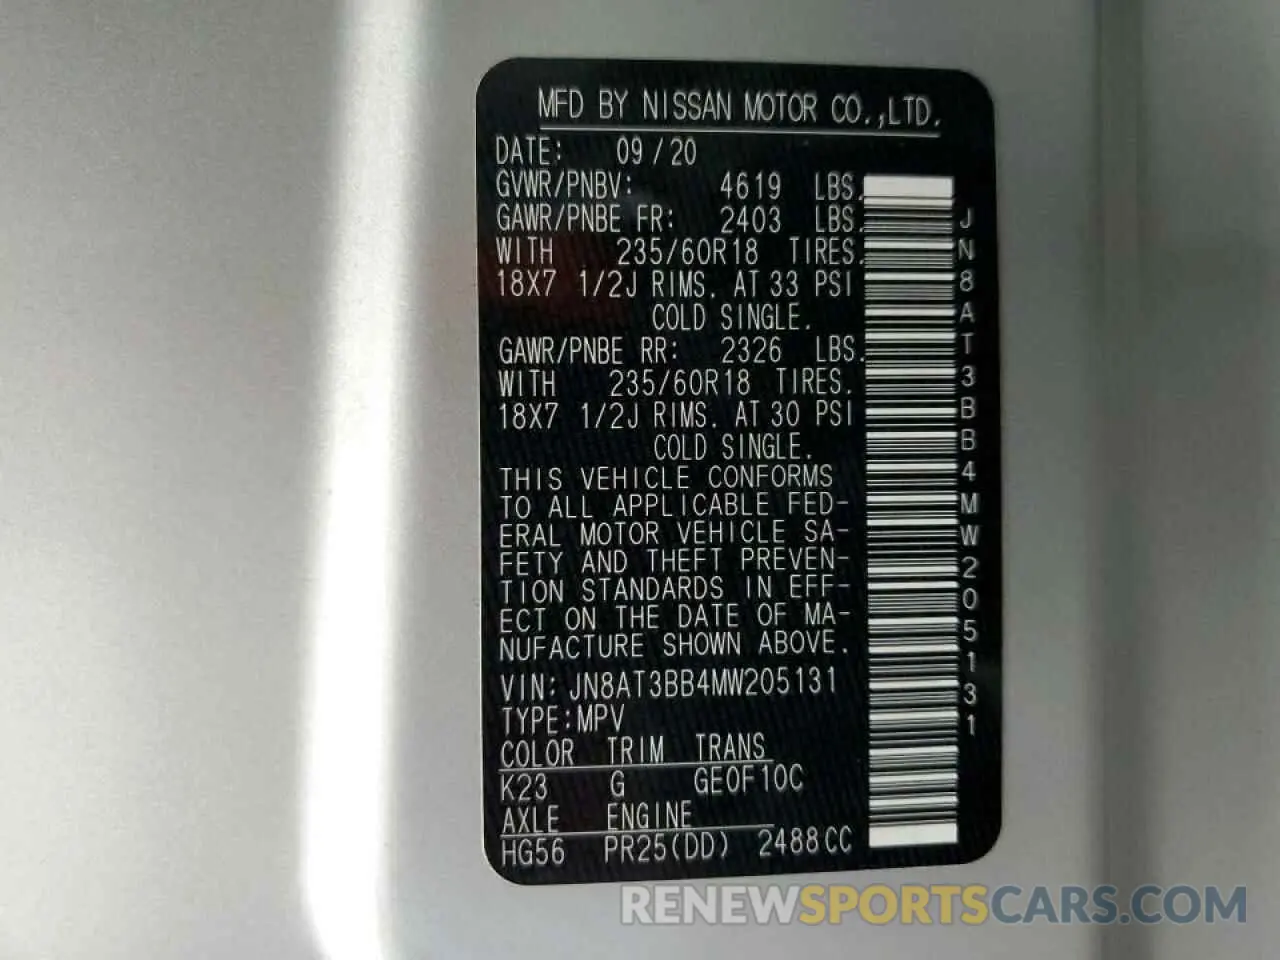 MFD BY NISSAN MOTOR CO.,LTD.
DATE: 09 / 20
GVWR/PNBV: 4619 LBS.
GAWR/PNBE FR: 2403 LBS.
WITH 235/60R18 TIRES.
18X7 1/2J RIMS. AT 33 PSI
COLD SINGLE.
GAWR/PNBE RR: 2326 LBS.
WITH 235/60R18 TIRES.
18X7 1/2J RIMS. AT 30 PSI
COLD SINGLE.
THIS VEHICLE CONFORMS
TO ALL APPLICABLE FED-
ERAL MOTOR VEHICLE SA-
FETY AND THEFT PREVEN-
TION STANDARDS IN EFF-
ECT ON THE DATE OF MA-
NUFACTURE SHOWN ABOVE.
VIN: JN8AT3BB4MW205131
TYPE:MPV
COLOR TRIM TRANS
K23 G GE0F10C
AXLE ENGINE
HG56 PR25(DD) 2488CC
JN8AT3BB4MW205131
RENEWSPORTSCARS.COM